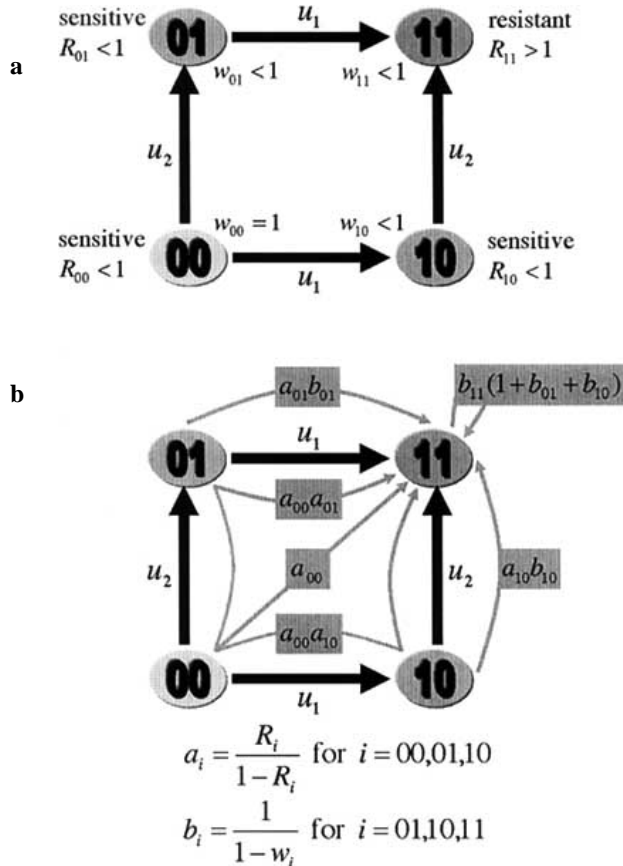 a
sensitive
R₀₁ < 1
01
u₁
11
resistant
R₁₁ > 1
w₀₁ < 1
w₁₁ < 1
u₂
u₂
sensitive
R₀₀ < 1
00
w₀₀ = 1
w₁₀ < 1
u₁
10
sensitive
R₁₀ < 1
b
a₀₁b₀₁
b₁₁(1 + b₀₁ + b₁₀)
01
u₁
11
a₀₀a₀₁
u₂
a₀₀
u₂
a₁₀b₁₀
a₀₀a₁₀
00
u₁
10
aᵢ = Rᵢ / (1 − Rᵢ) for i = 00,01,10
bᵢ = 1 / (1 − wᵢ) for i = 01,10,11